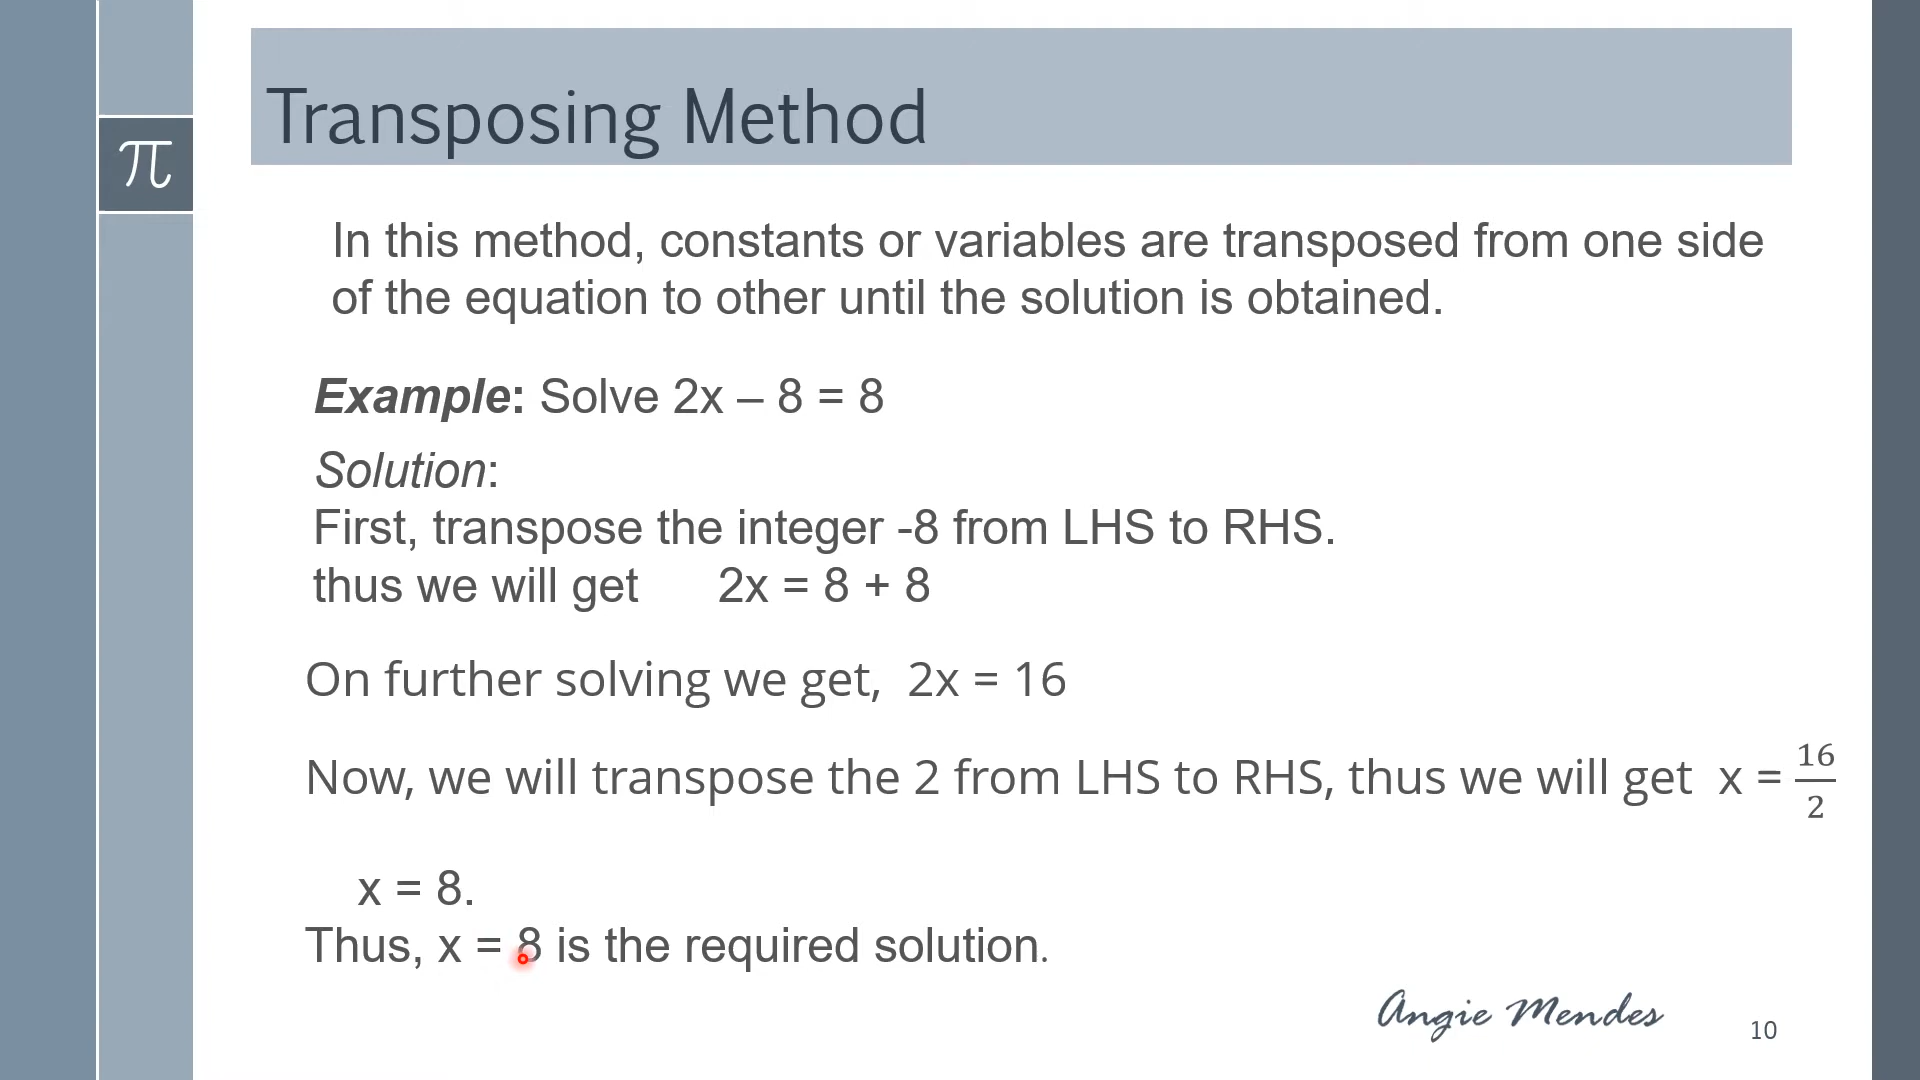 Transposing Method
π
In this method, constants or variables are transposed from one side
of the equation to other until the solution is obtained.
Example: Solve 2x – 8 = 8
Solution:
First, transpose the integer -8 from LHS to RHS.
thus we will get 2x = 8 + 8
On further solving we get, 2x = 16
Now, we will transpose the 2 from LHS to RHS, thus we will get x = 16/2
x = 8.
Thus, x = 8 is the required solution.
Angie Mendes
10